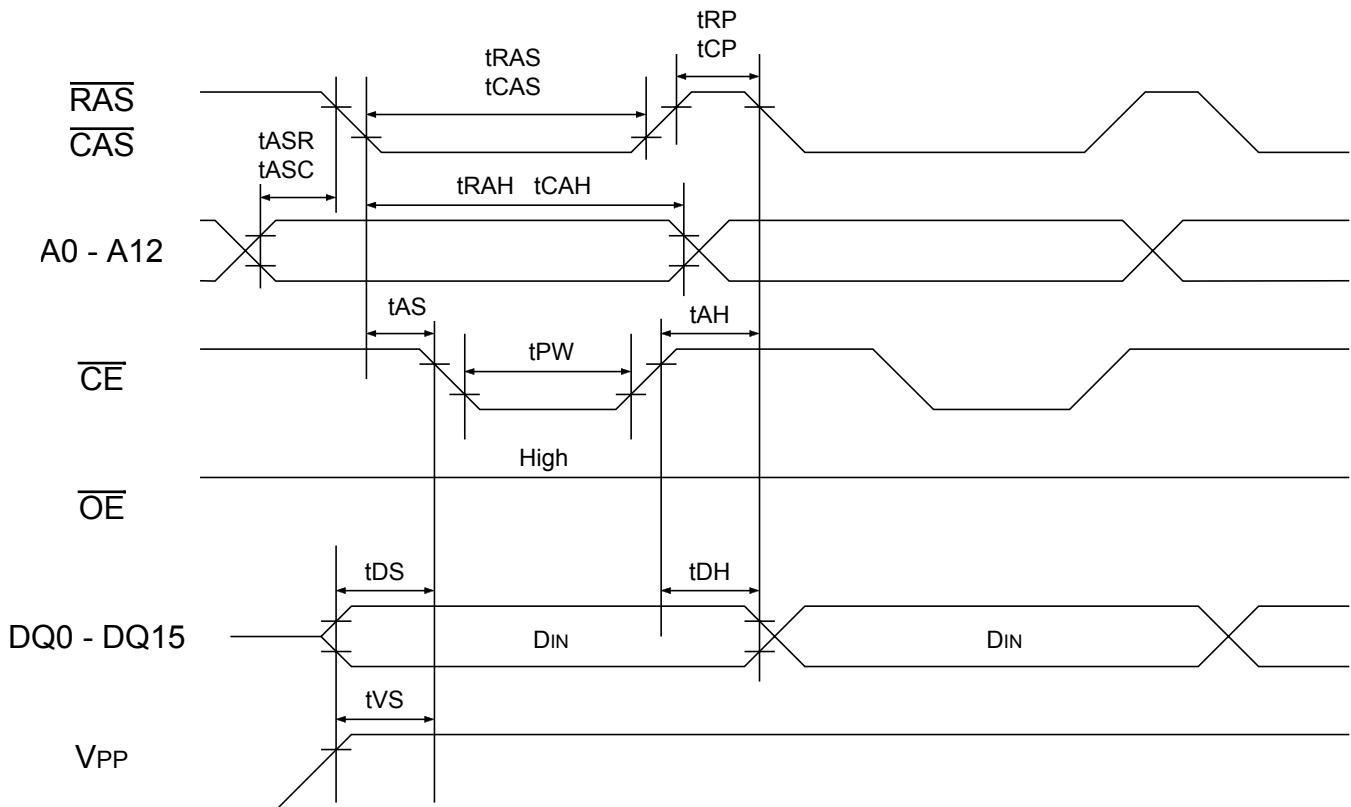 tRP
tCP
tRAS
tCAS
RAS
CAS
tASR
tASC
tRAH tCAH
A0 - A12
tAS
tAH
tPW
CE
High
OE
tDS
tDH
DQ0 - DQ15
DIN
DIN
tVS
VPP